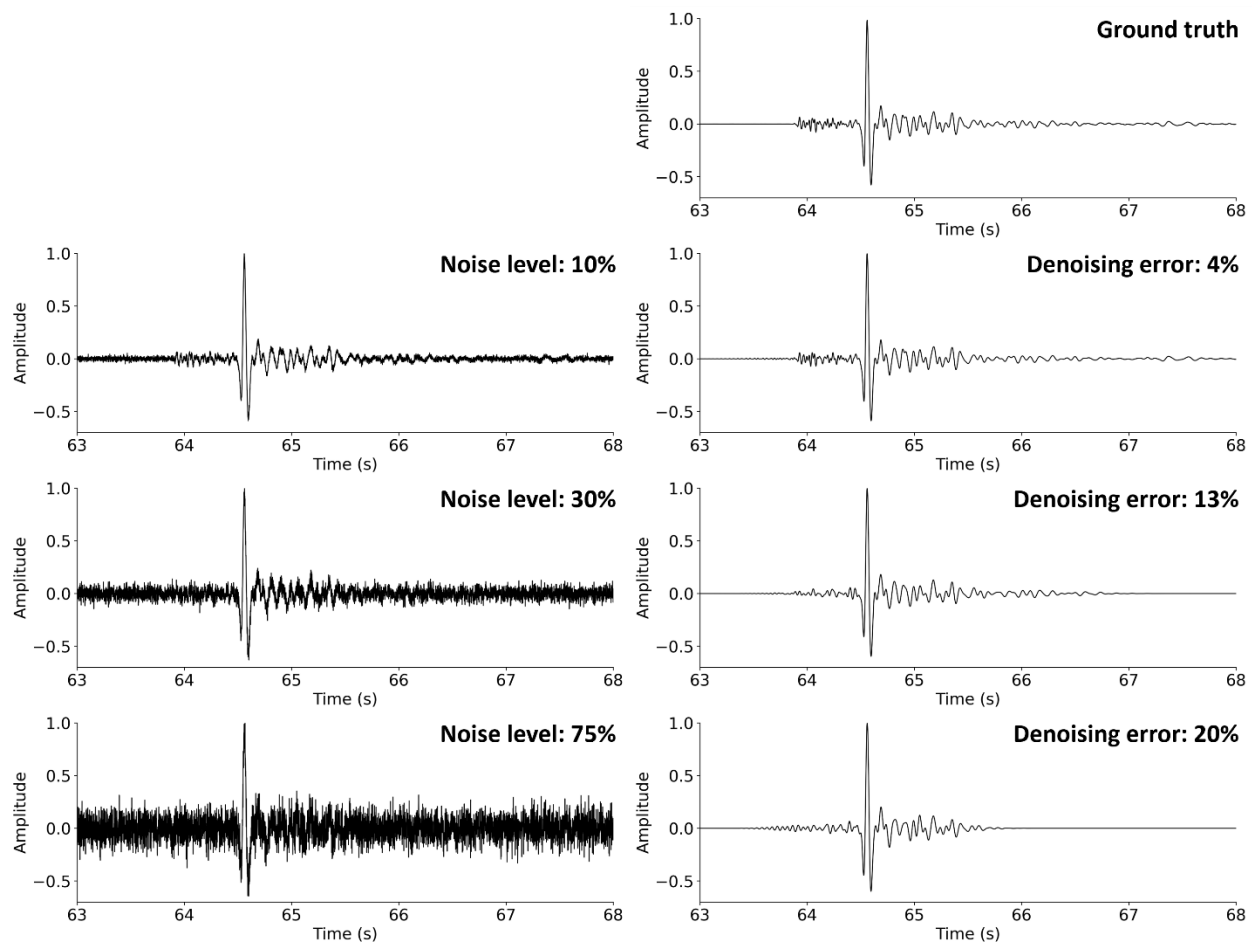 Ground truth
1.0
0.5
0.0
−0.5
Amplitude
63 64 65 66 67 68
Time (s)
Noise level: 10%
1.0
0.5
0.0
−0.5
Amplitude
63 64 65 66 67 68
Time (s)
Denoising error: 4%
1.0
0.5
0.0
−0.5
Amplitude
63 64 65 66 67 68
Time (s)
Noise level: 30%
1.0
0.5
0.0
−0.5
Amplitude
63 64 65 66 67 68
Time (s)
Denoising error: 13%
1.0
0.5
0.0
−0.5
Amplitude
63 64 65 66 67 68
Time (s)
Noise level: 75%
1.0
0.5
0.0
−0.5
Amplitude
63 64 65 66 67 68
Time (s)
Denoising error: 20%
1.0
0.5
0.0
−0.5
Amplitude
63 64 65 66 67 68
Time (s)